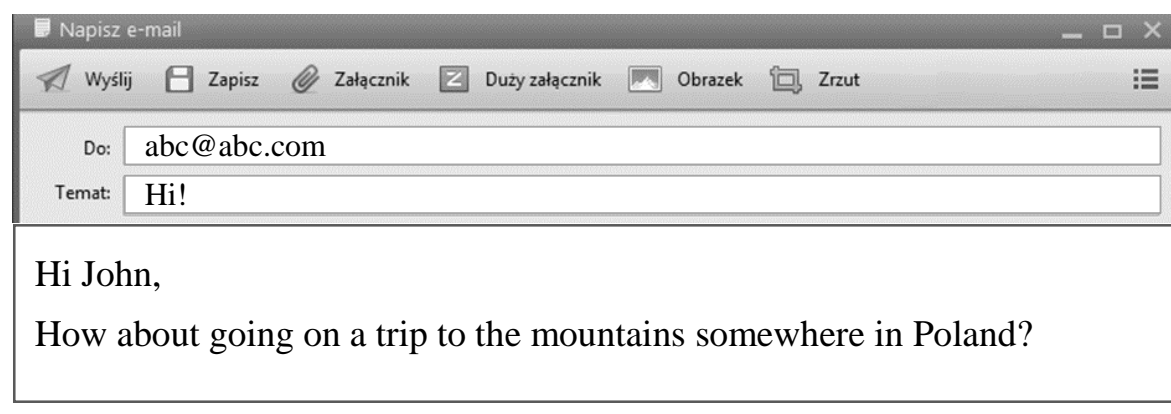 Napisz e-mail
Wyślij Zapisz Załącznik Duży załącznik Obrazek Zrzut
Do: abc@abc.com
Temat: Hi!
Hi John,
How about going on a trip to the mountains somewhere in Poland?